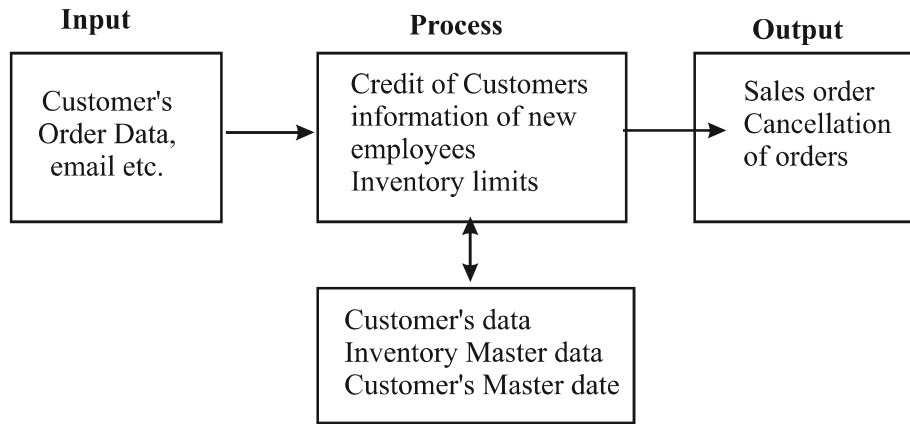 Input
Customer's
Order Data,
email etc.
Process
Credit of Customers
information of new
employees
Inventory limits
Output
Sales order
Cancellation
of orders
Customer's data
Inventory Master data
Customer's Master date